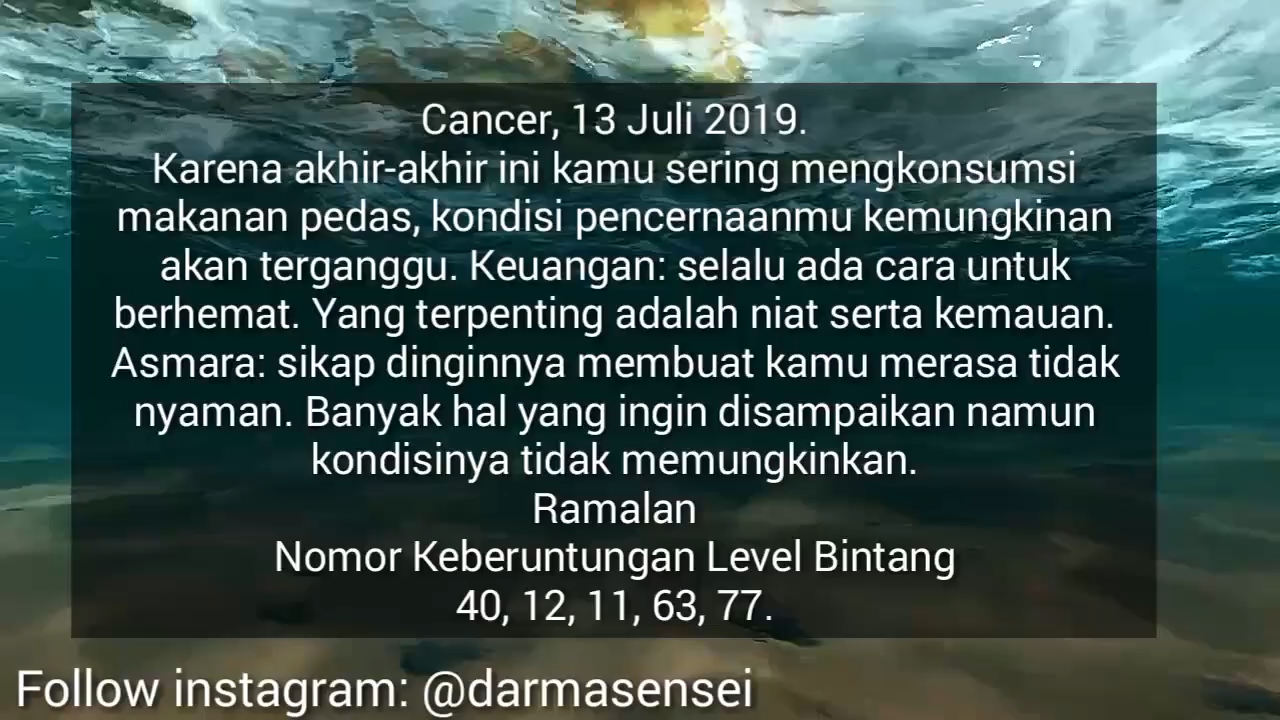 Cancer, 13 Juli 2019.
Karena akhir-akhir ini kamu sering mengkonsumsi
makanan pedas, kondisi pencernaanmu kemungkinan
akan terganggu. Keuangan: selalu ada cara untuk
berhemat. Yang terpenting adalah niat serta kemauan.
Asmara: sikap dinginnya membuat kamu merasa tidak
nyaman. Banyak hal yang ingin disampaikan namun
kondisinya tidak memungkinkan.
Ramalan
Nomor Keberuntungan Level Bintang
40, 12, 11, 63, 77.
Follow instagram: @darmasensei